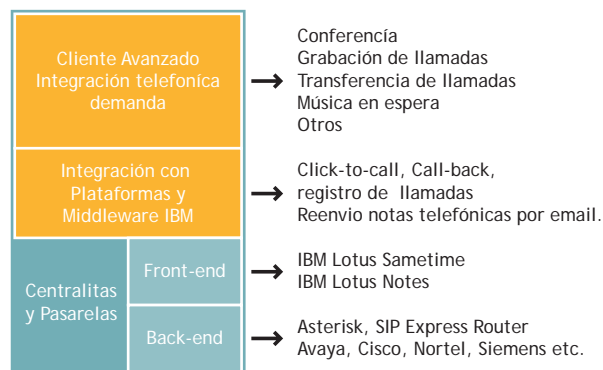 Cliente Avanzado
Integración telefoníca
demanda
Conferencía
Grabación de llamadas
Transferencia de llamadas
Música en espera
Otros
Integración con
Plataformas y
Middleware IBM
Click-to-call, Call-back,
registro de llamadas
Reenvio notas telefónicas por email.
Centralitas
y Pasarelas
Front-end
IBM Lotus Sametime
IBM Lotus Notes
Back-end
Asterisk, SIP Express Router
Avaya, Cisco, Nortel, Siemens etc.